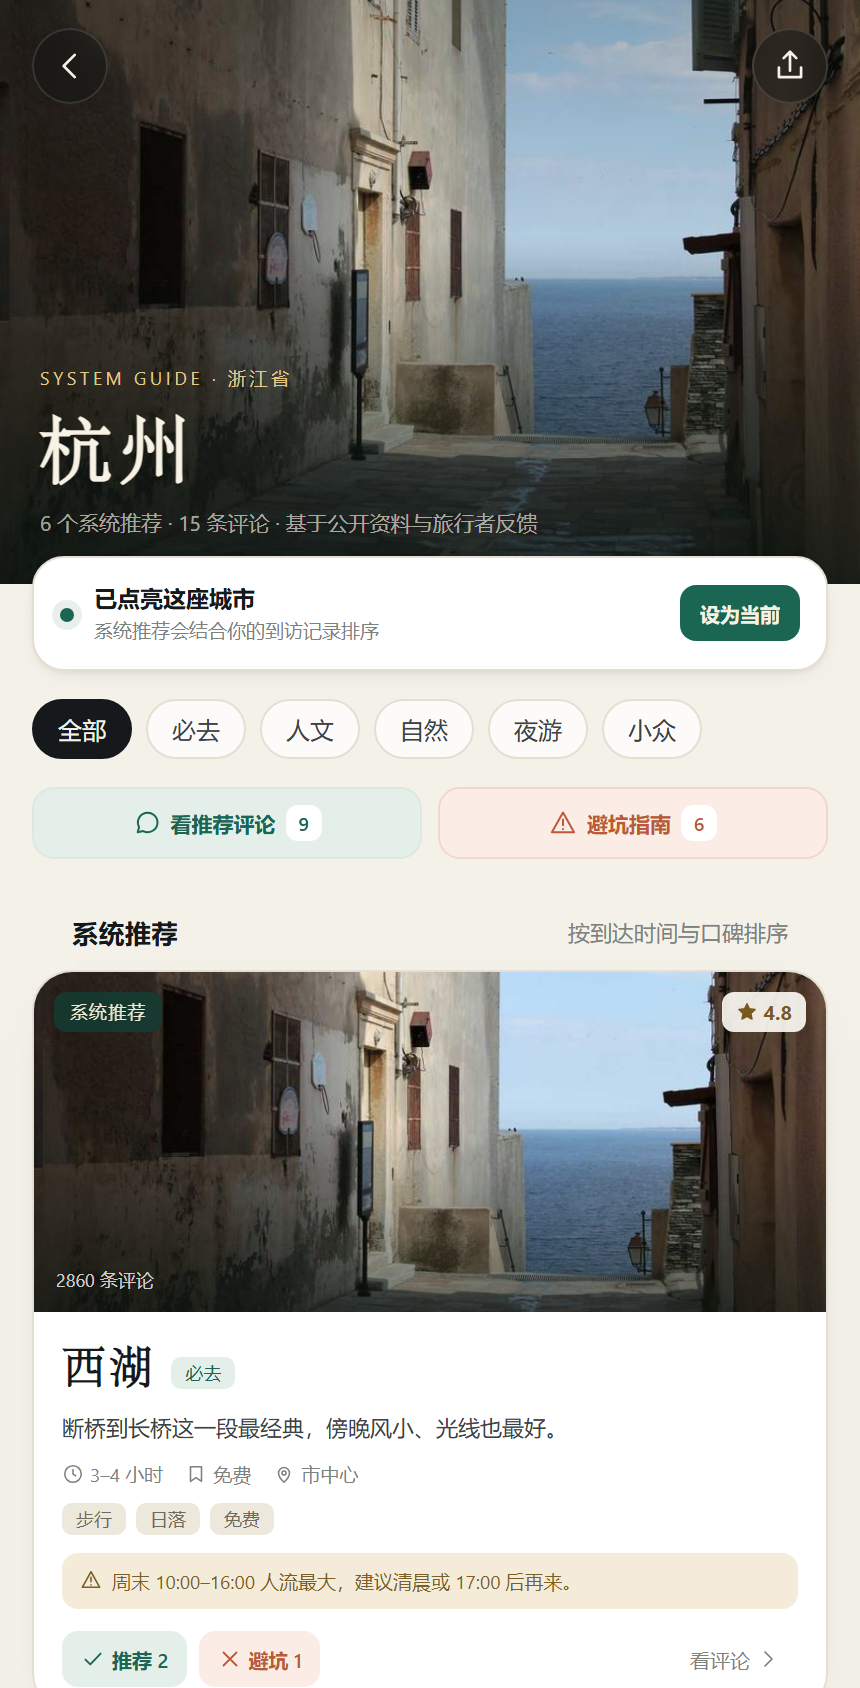 SYSTEM GUIDE · 浙江省
杭州
6 个系统推荐 · 15 条评论 · 基于公开资料与旅行者反馈
已点亮这座城市
系统推荐会结合你的到访记录排序
设为当前
全部 必去 人文 自然 夜游 小众
看推荐评论 9 避坑指南 6
系统推荐 按到达时间与口碑排序
系统推荐 4.8
2860 条评论
西湖 必去
断桥到长桥这一段最经典，傍晚风小、光线也最好。
3–4 小时 免费 市中心
步行 日落 免费
周末 10:00–16:00 人流最大，建议清晨或 17:00 后再来。
推荐 2 避坑 1 看评论